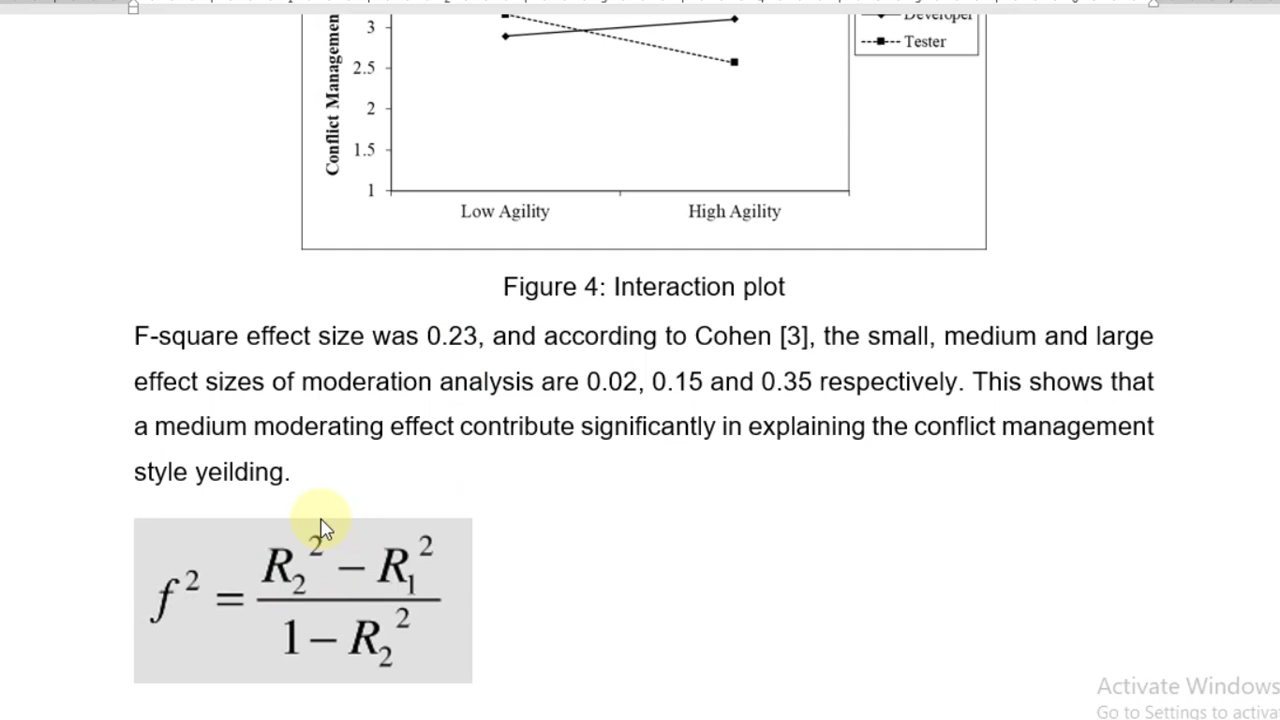 3
2.5
2
1.5
1
Conflict Managemen
Low Agility
High Agility
Developer
Tester
Figure 4: Interaction plot
F-square effect size was 0.23, and according to Cohen [3], the small, medium and large
effect sizes of moderation analysis are 0.02, 0.15 and 0.35 respectively. This shows that
a medium moderating effect contribute significantly in explaining the conflict management
style yeilding.
f² = (R₂² − R₁²) / (1 − R₂²)
Activate Windows
Go to Settings to activa